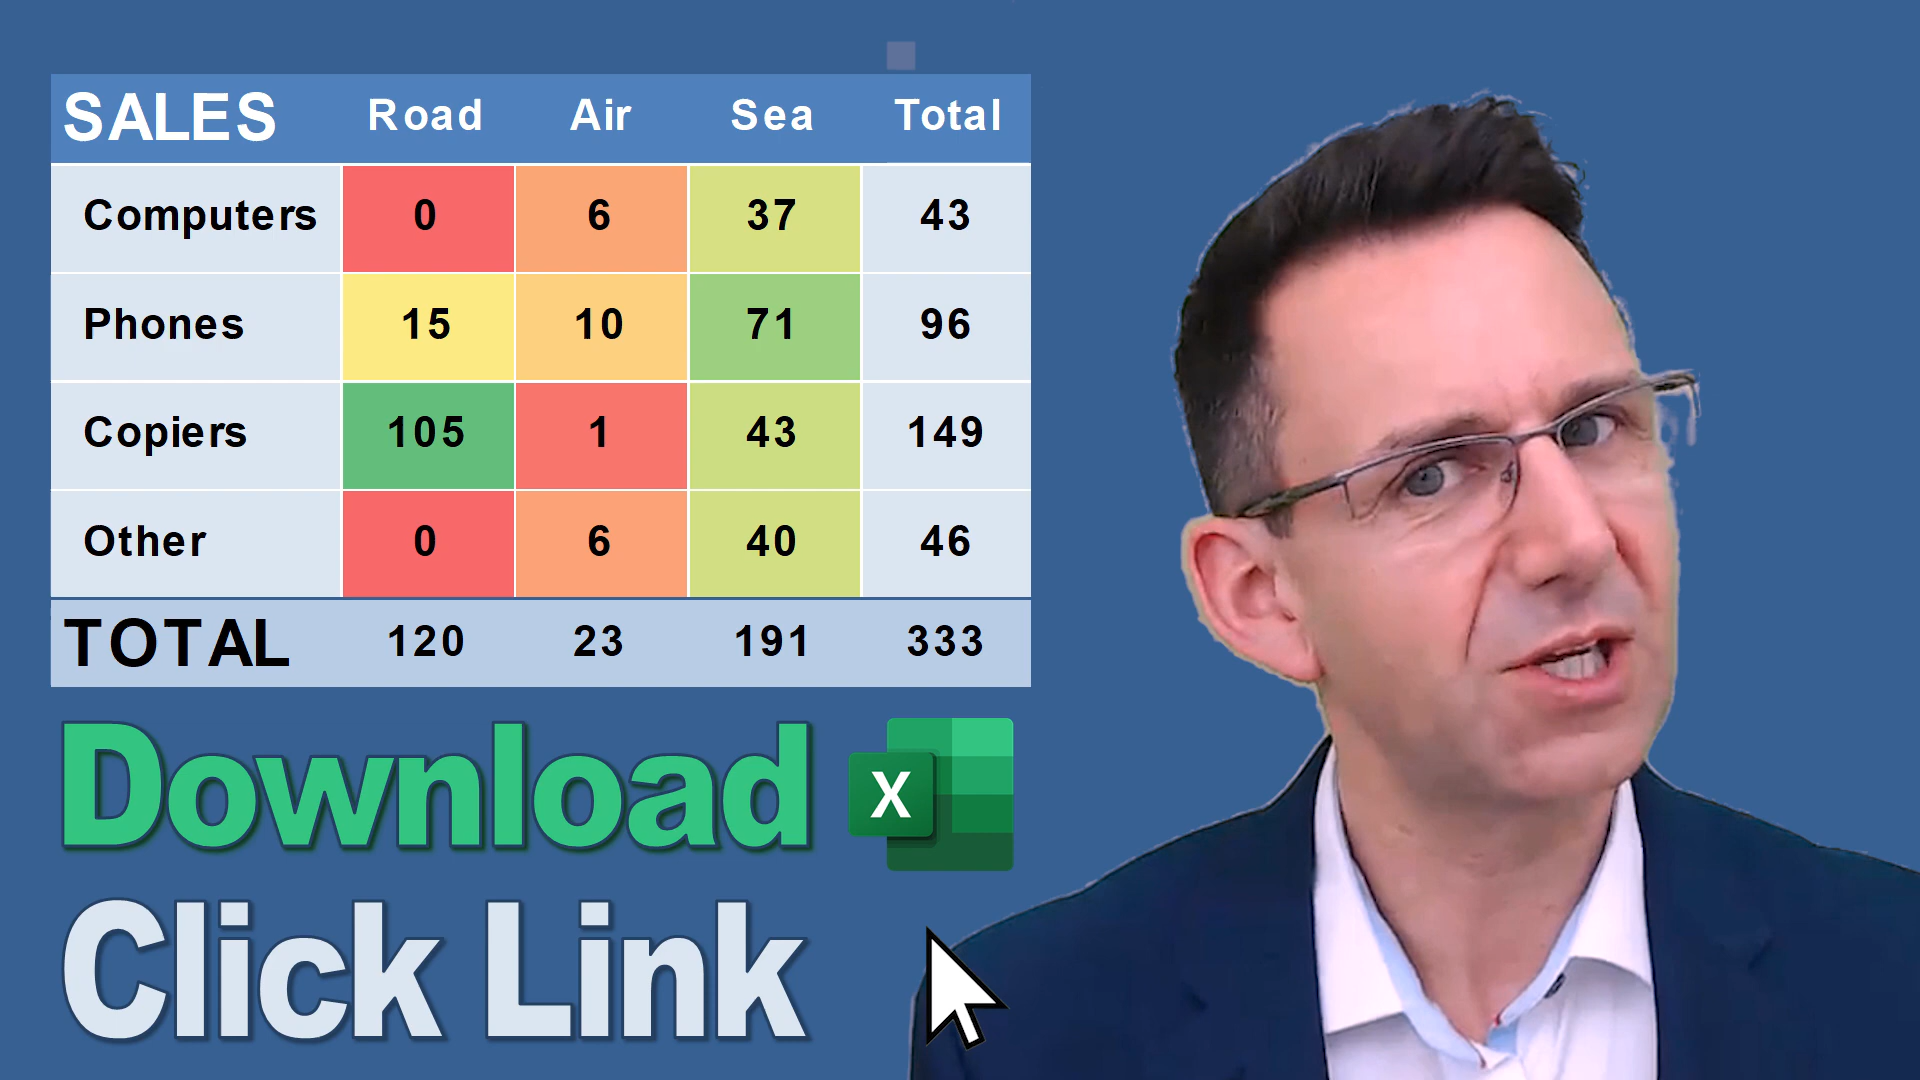 SALES Road Air Sea Total
Computers 0 6 37 43
Phones 15 10 71 96
Copiers 105 1 43 149
Other 0 6 40 46
TOTAL 120 23 191 333
Download X
Click Link